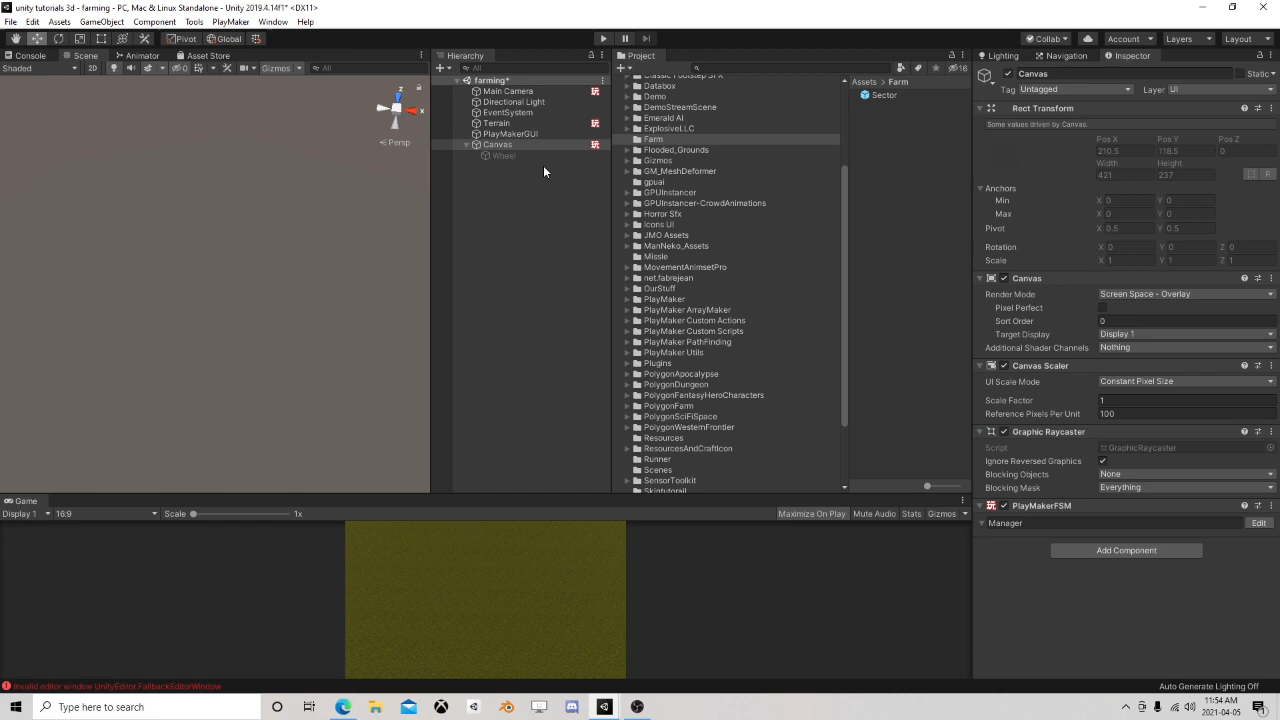 unity tutorials 3d - farming - PC, Mac & Linux Standalone - Unity 2019.4.14f1* <DX11>
File Edit Assets GameObject Component Tools PlayMaker Window Help
Pivot Global Collab Account Layers Layout
Console Scene Animator Asset Store
Shaded 2D 0 Gizmos All
z x Persp
Hierarchy
All
farming*
Main Camera
Directional Light
EventSystem
Terrain
PlayMakerGUI
Canvas
Wheel
Project
16
Databox
Demo
DemoStreamScene
Emerald AI
ExplosiveLLC
Farm
Flooded_Grounds
Gizmos
GM_MeshDeformer
gpuai
GPUInstancer
GPUInstancer-CrowdAnimations
Horror Sfx
Icons UI
JMO Assets
ManNeko_Assets
Missle
MovementAnimsetPro
net.fabrejean
OurStuff
PlayMaker
PlayMaker ArrayMaker
PlayMaker Custom Actions
PlayMaker Custom Scripts
PlayMaker PathFinding
PlayMaker Utils
Plugins
PolygonApocalypse
PolygonDungeon
PolygonFantasyHeroCharacters
PolygonFarm
PolygonSciFiSpace
PolygonWesternFrontier
Resources
ResourcesAndCraftIcon
Runner
Scenes
SensorToolkit
Assets > Farm
Sector
Lighting Navigation Inspector
Canvas Static
Tag Untagged Layer UI
Rect Transform
Some values driven by Canvas.
Pos X Pos Y Pos Z
210.5 118.5 0
Width Height
421 237 R
Anchors
Min X 0 Y 0
Max X 0 Y 0
Pivot X 0.5 Y 0.5
Rotation X 0 Y 0 Z 0
Scale X 1 Y 1 Z 1
Canvas
Render Mode Screen Space - Overlay
Pixel Perfect
Sort Order 0
Target Display Display 1
Additional Shader Channels Nothing
Canvas Scaler
UI Scale Mode Constant Pixel Size
Scale Factor 1
Reference Pixels Per Unit 100
Graphic Raycaster
Script GraphicRaycaster
Ignore Reversed Graphics
Blocking Objects None
Blocking Mask Everything
PlayMakerFSM
Manager Edit
Add Component
Game
Display 1 16:9 Scale 1x Maximize On Play Mute Audio Stats Gizmos
Invalid editor window UnityEditor.FallbackEditorWindow
Auto Generate Lighting Off
Type here to search
11:54 AM
2021-04-05